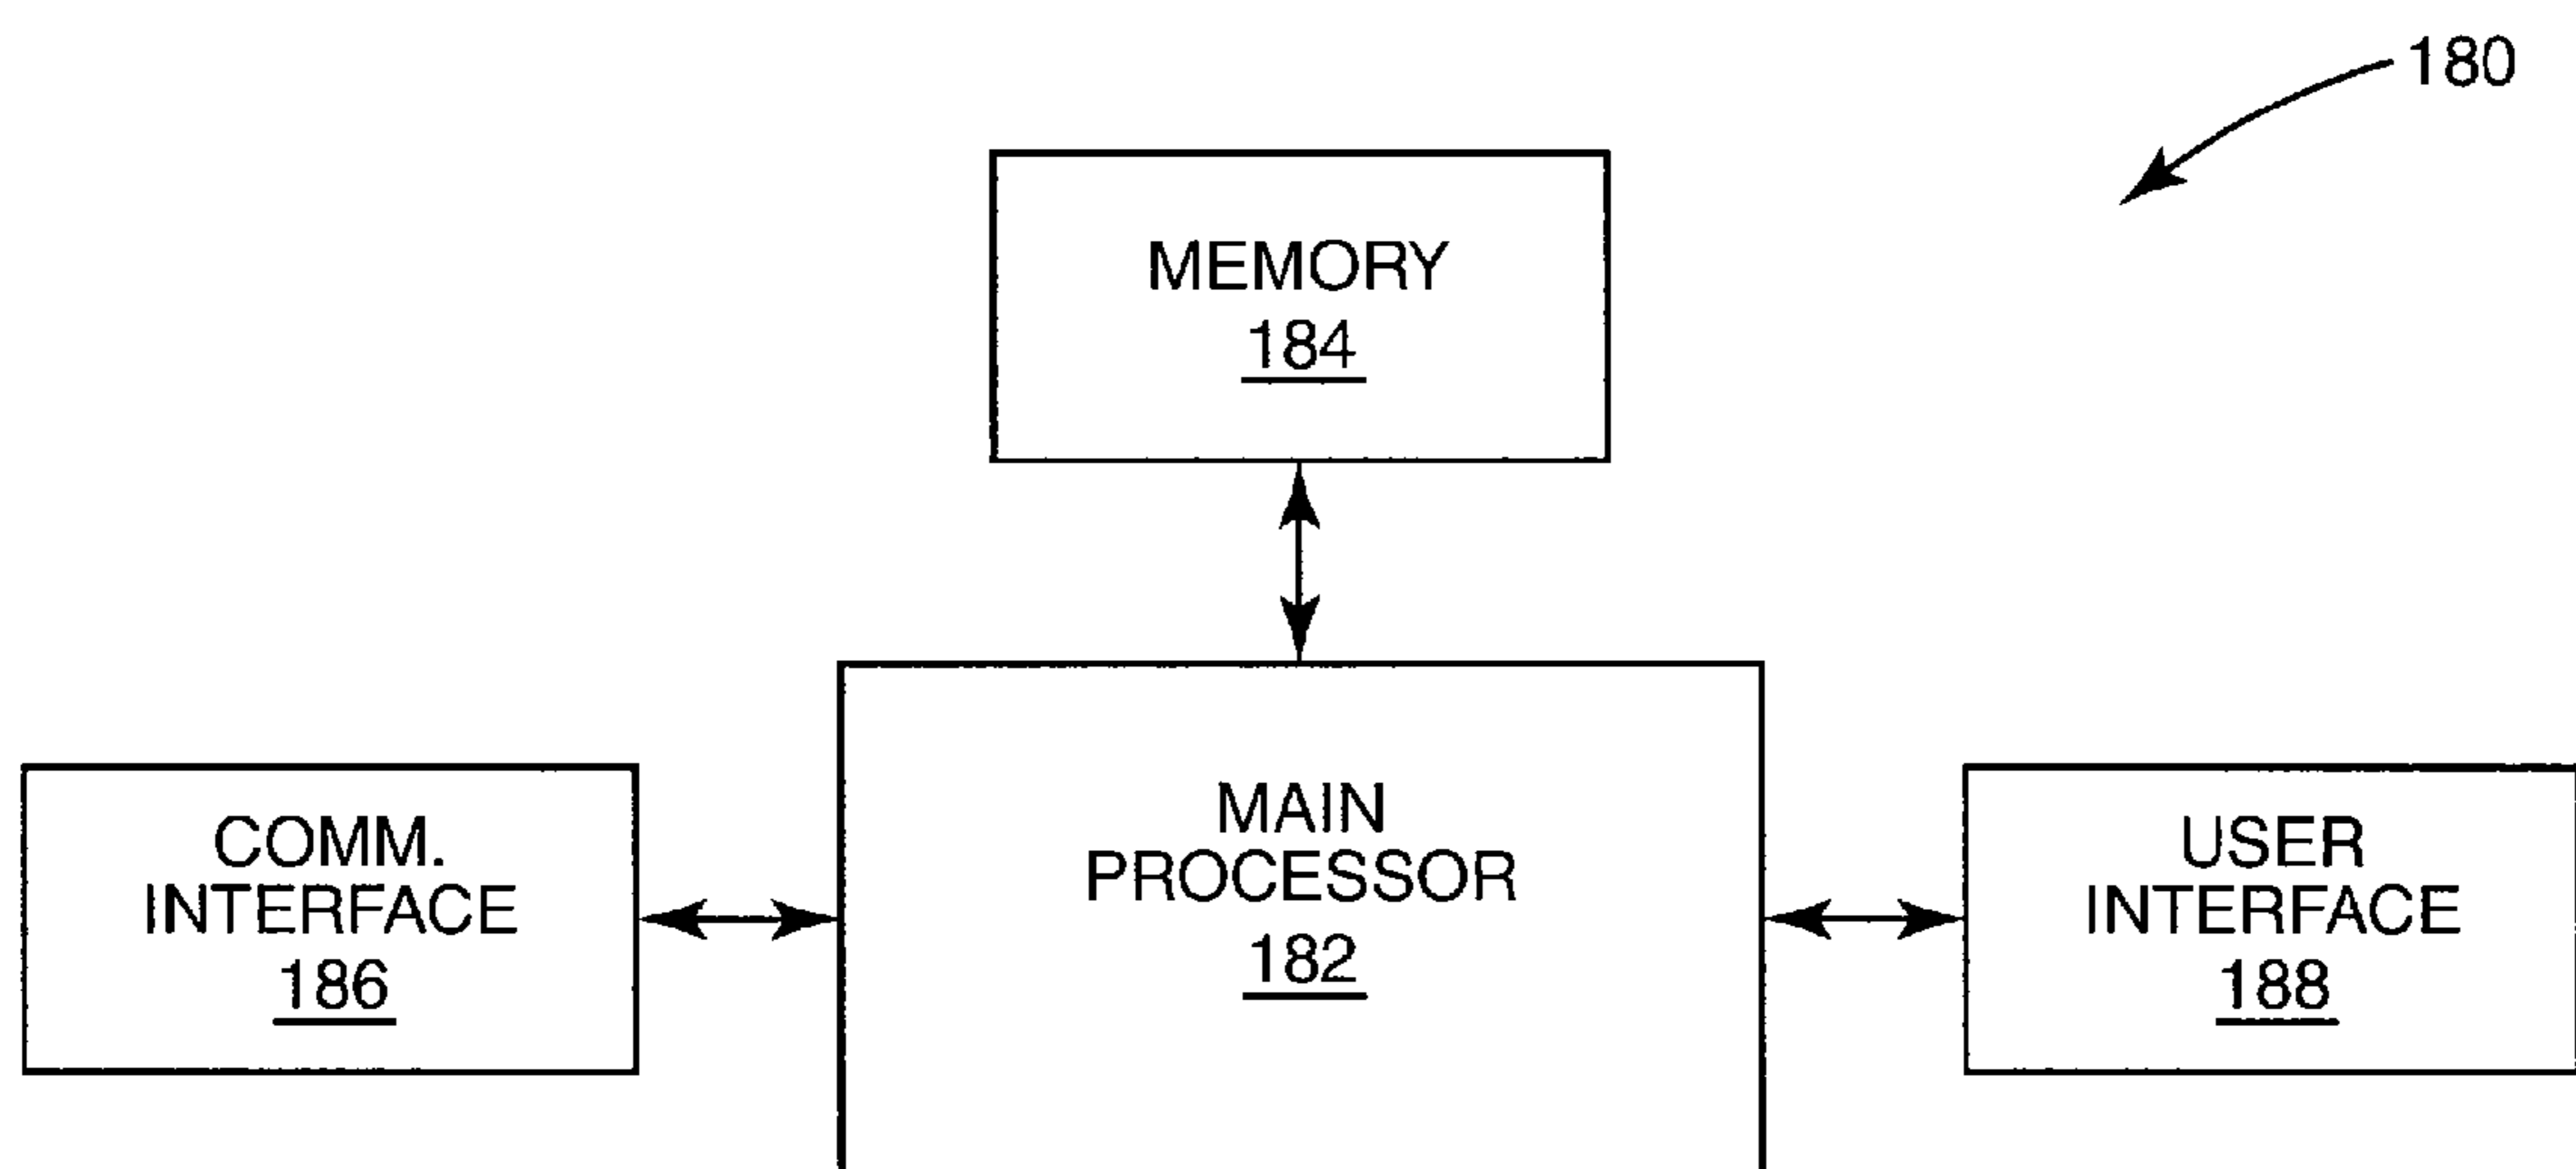 180
MEMORY
184
MAIN
PROCESSOR
182
COMM.
INTERFACE
186
USER
INTERFACE
188